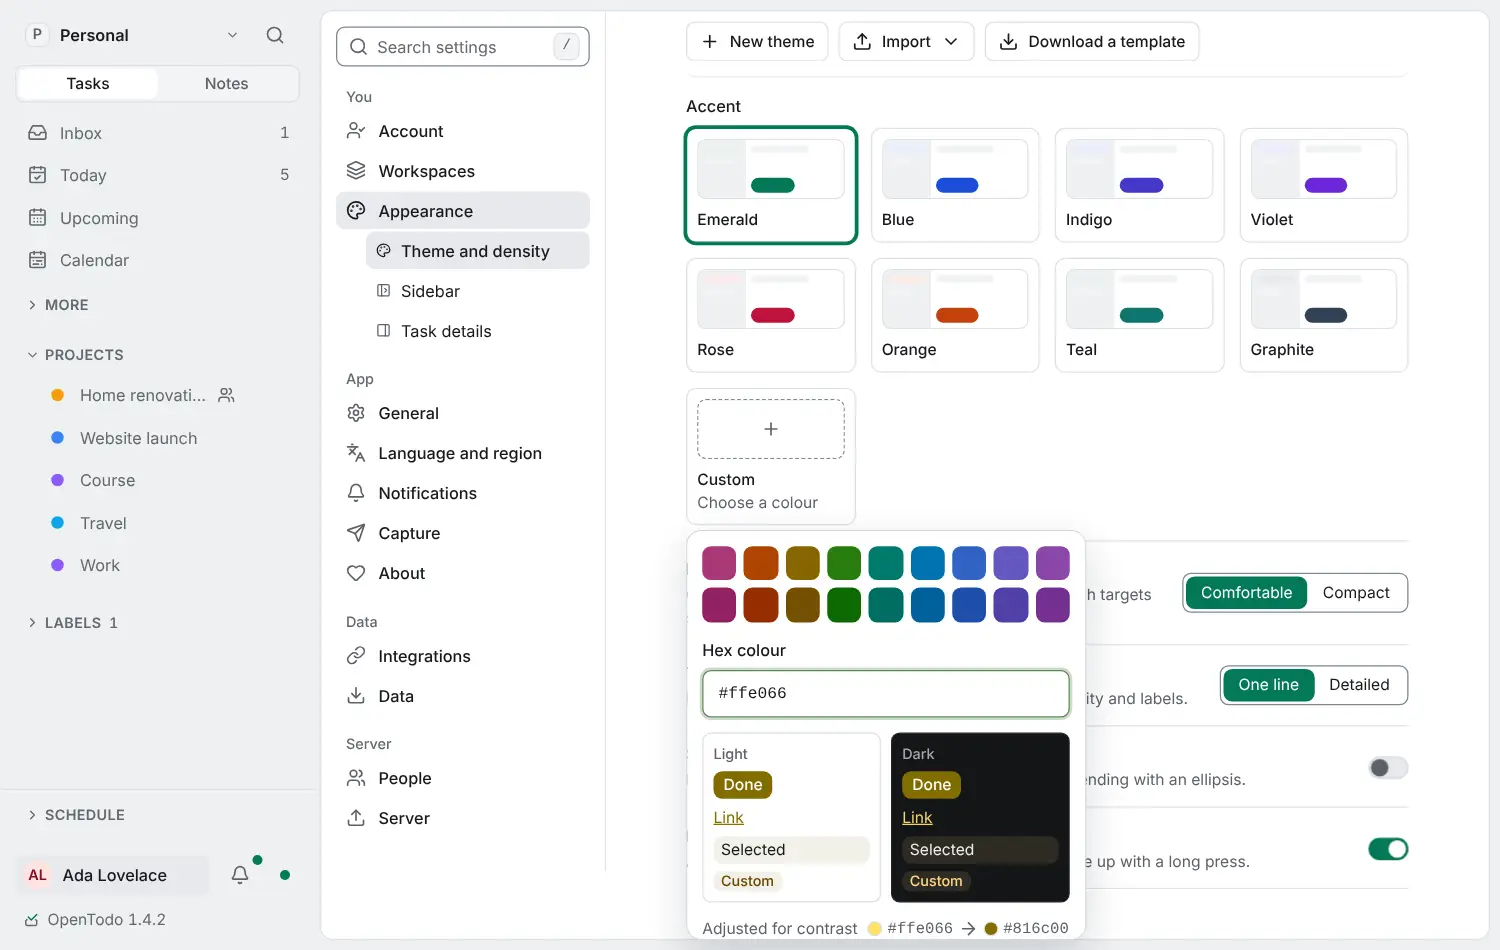 P Personal
Tasks Notes
Inbox 1
Today 5
Upcoming
Calendar
MORE
PROJECTS
Home renovati...
Website launch
Course
Travel
Work
LABELS 1
SCHEDULE
AL Ada Lovelace
OpenTodo 1.4.2
Search settings /
You
Account
Workspaces
Appearance
Theme and density
Sidebar
Task details
App
General
Language and region
Notifications
Capture
About
Data
Integrations
Data
Server
People
Server
New theme Import Download a template
Accent
Emerald Blue Indigo Violet
Rose Orange Teal Graphite
Custom
Choose a colour
Hex colour
#ffe066
Light Dark
Done Done
Link Link
Selected Selected
Custom Custom
Adjusted for contrast #ffe066 → #816c00
h targets Comfortable Compact
ity and labels. One line Detailed
ending with an ellipsis.
e up with a long press.